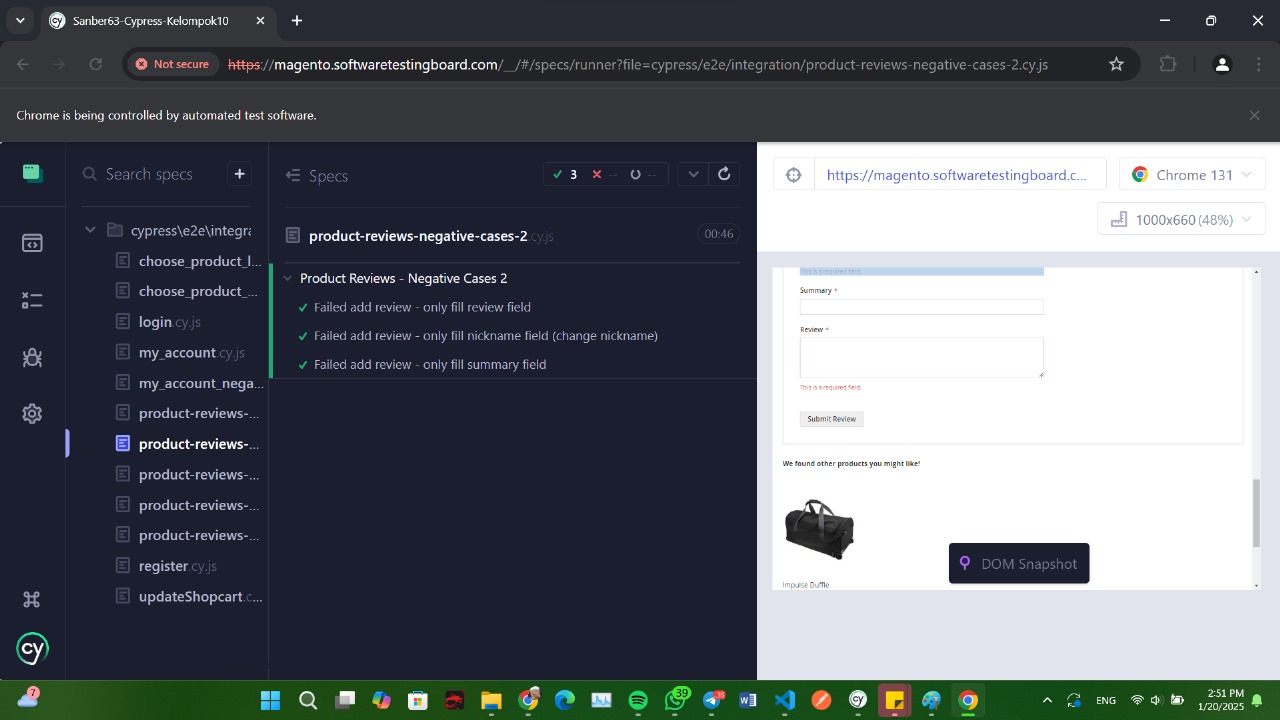 Sanber63-Cypress-Kelompok10
Not secure
https://magento.softwaretestingboard.com/__/#/specs/runner?file=cypress/e2e/integration/product-reviews-negative-cases-2.cy.js
Chrome is being controlled by automated test software.
Search specs
cypress\e2e\integra
choose_product_l...
choose_product_...
login.cy.js
my_account.cy.js
my_account_nega...
product-reviews-...
product-reviews-...
product-reviews-...
product-reviews-...
product-reviews-...
register.cy.js
updateShopcart.c...
cy
Specs
3 -- --
product-reviews-negative-cases-2.cy.js 00:46
Product Reviews - Negative Cases 2
Failed add review - only fill review field
Failed add review - only fill nickname field (change nickname)
Failed add review - only fill summary field
https://magento.softwaretestingboard.c...
Chrome 131
1000x660 (48%)
This is a required field.
Summary *
Review *
This is a required field.
Submit Review
We found other products you might like!
Impulse Duffle
DOM Snapshot
7
39
35
ENG
2:51 PM
1/20/2025